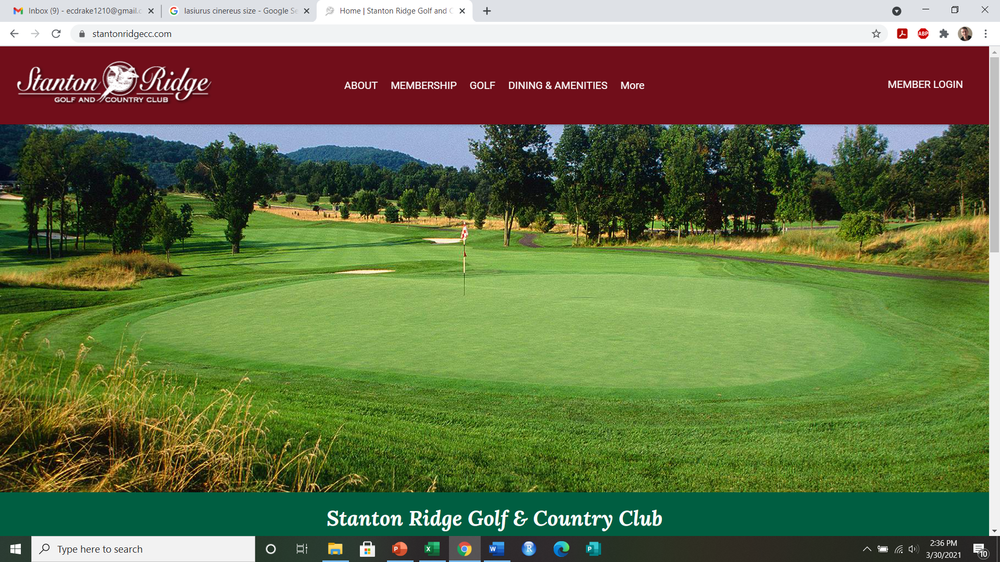 Inbox (9) - ecdrake1210@gmail.c
lasiurus cinereus size - Google Se
Home | Stanton Ridge Golf and C
stantonridgecc.com
ABP
Stanton Ridge
GOLF AND COUNTRY CLUB
ABOUT
MEMBERSHIP
GOLF
DINING & AMENITIES
More
MEMBER LOGIN
Stanton Ridge Golf & Country Club
Type here to search
P
X
W
R
P
2:36 PM
3/30/2021
10